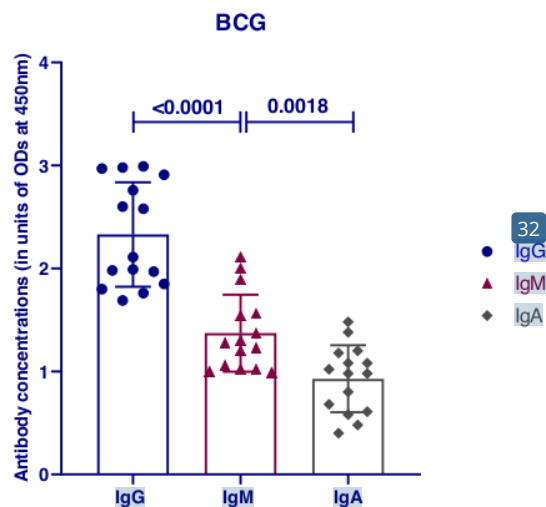 BCG
Antibody concentrations (in units of ODs at 450nm)
4
3
2
1
0
<0.0001
0.0018
IgG
IgM
IgA
32
IgG
IgM
IgA